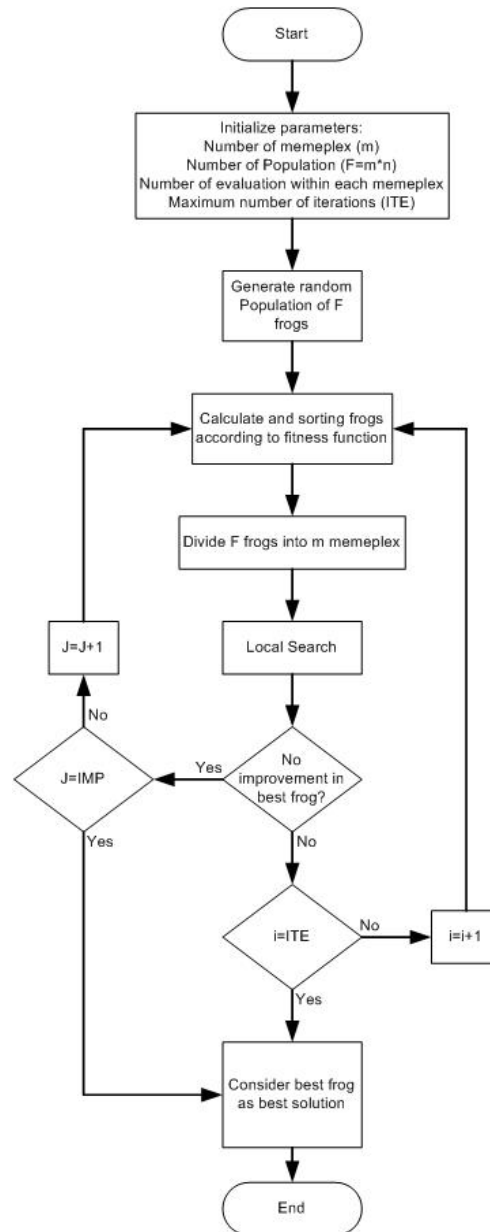 Start
Initialize parameters:
Number of memeplex (m)
Number of Population (F=m*n)
Number of evaluation within each memeplex
Maximum number of iterations (ITE)
Generate random
Population of F
frogs
Calculate and sorting frogs
according to fitness function
Divide F frogs into m memeplex
J=J+1
Local Search
No
J=IMP
Yes
No
improvement in
best frog?
Yes
No
i=ITE
No
i=i+1
Yes
Consider best frog
as best solution
End